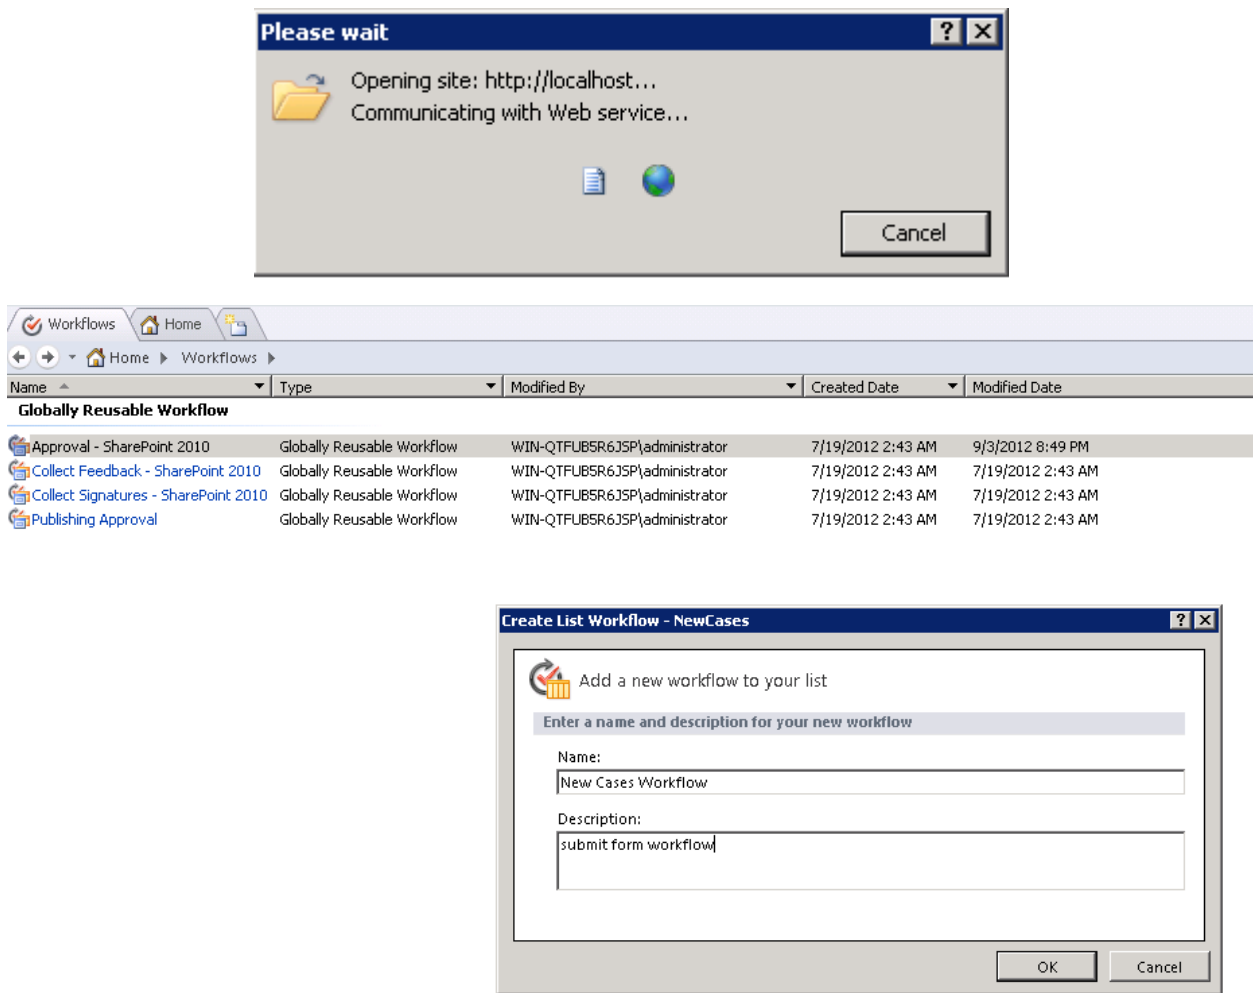 Please wait
Opening site: http://localhost...
Communicating with Web service...
Cancel
Workflows Home
Home Workflows
Name Type Modified By Created Date Modified Date
Globally Reusable Workflow
Approval - SharePoint 2010 Globally Reusable Workflow WIN-QTFUB5R6JSP\administrator 7/19/2012 2:43 AM 9/3/2012 8:49 PM
Collect Feedback - SharePoint 2010 Globally Reusable Workflow WIN-QTFUB5R6JSP\administrator 7/19/2012 2:43 AM 7/19/2012 2:43 AM
Collect Signatures - SharePoint 2010 Globally Reusable Workflow WIN-QTFUB5R6JSP\administrator 7/19/2012 2:43 AM 7/19/2012 2:43 AM
Publishing Approval Globally Reusable Workflow WIN-QTFUB5R6JSP\administrator 7/19/2012 2:43 AM 7/19/2012 2:43 AM
Create List Workflow - NewCases
Add a new workflow to your list
Enter a name and description for your new workflow
Name:
New Cases Workflow
Description:
submit form workflow
OK Cancel